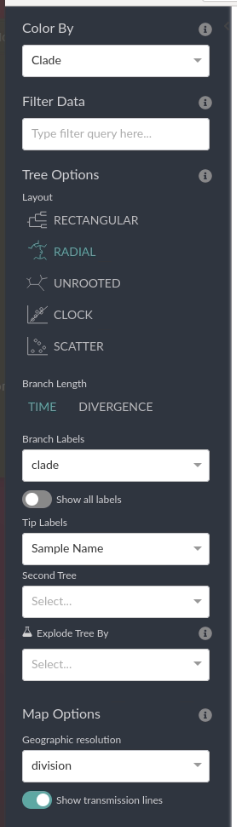 Color By
Clade
Filter Data
Type filter query here...
Tree Options
Layout
RECTANGULAR
RADIAL
UNROOTED
CLOCK
SCATTER
Branch Length
TIME DIVERGENCE
Branch Labels
clade
Show all labels
Tip Labels
Sample Name
Second Tree
Select...
Explode Tree By
Select...
Map Options
Geographic resolution
division
Show transmission lines